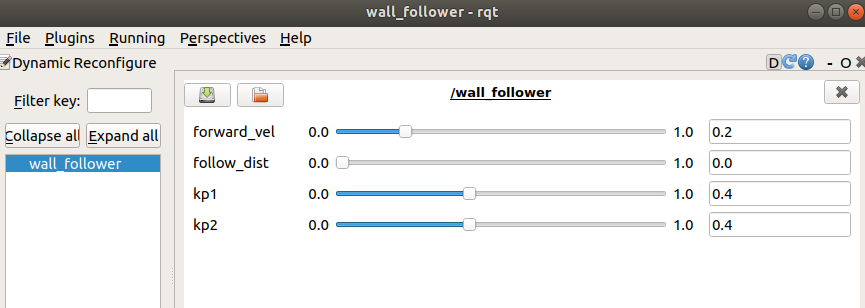 wall_follower - rqt
File Plugins Running Perspectives Help
Dynamic Reconfigure D ? - O
Filter key:
Collapse all Expand all
wall_follower
/wall_follower
forward_vel 0.0 1.0 0.2
follow_dist 0.0 1.0 0.0
kp1 0.0 1.0 0.4
kp2 0.0 1.0 0.4